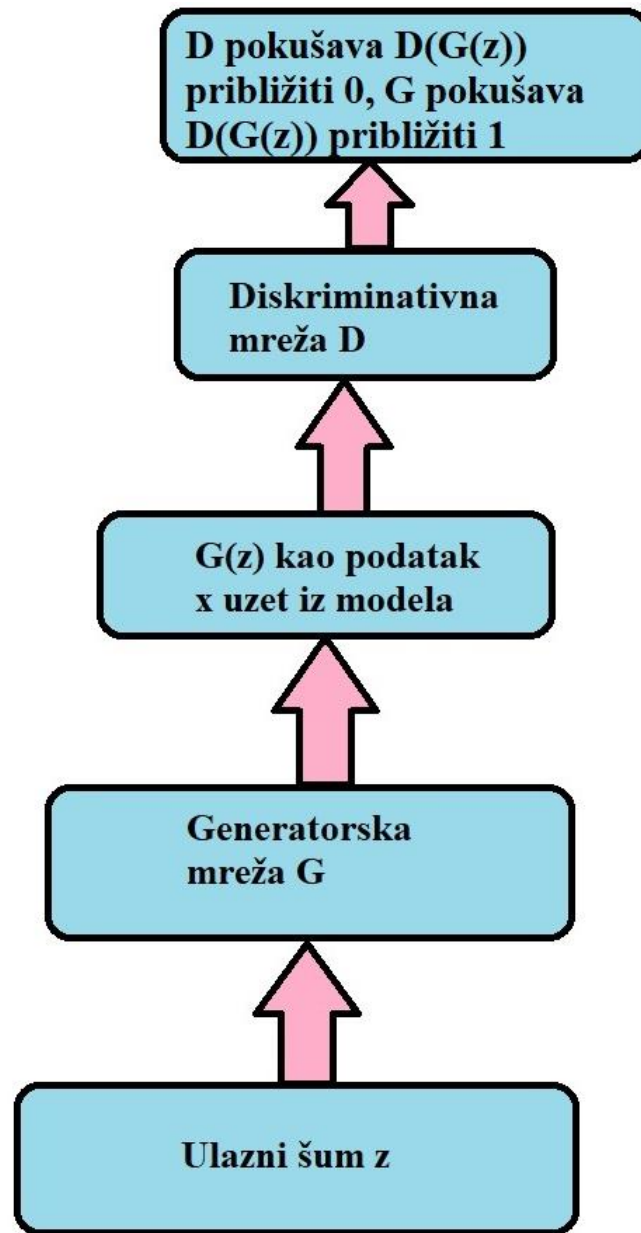 D pokušava D(G(z))
približiti 0, G pokušava
D(G(z)) približiti 1
Diskriminativna
mreža D
G(z) kao podatak
x uzet iz modela
Generatorska
mreža G
Ulazni šum z